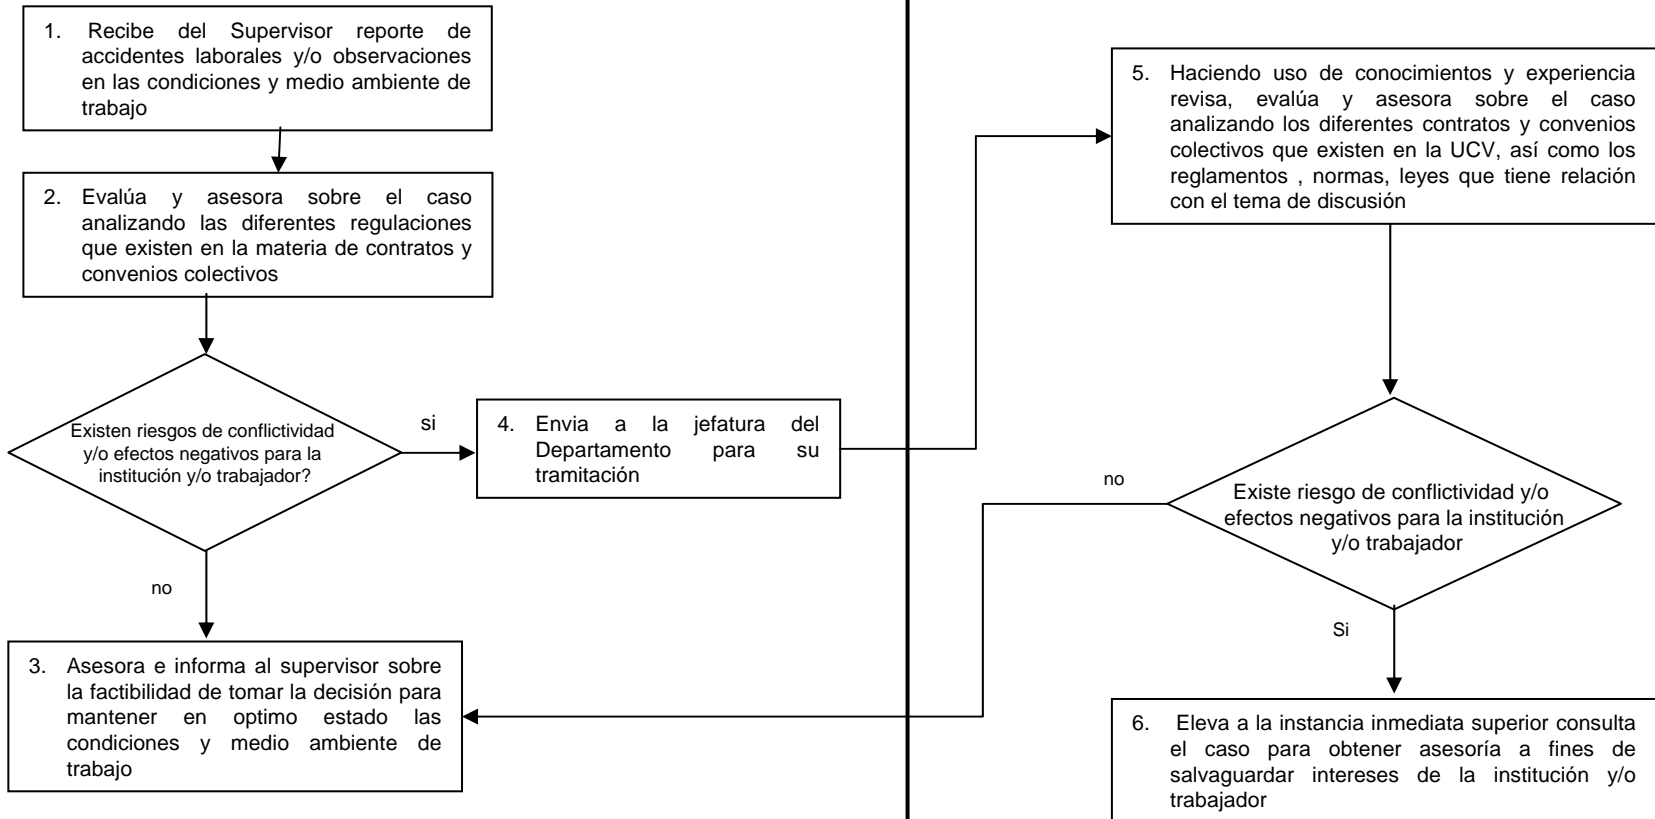 1. Recibe del Supervisor reporte de
accidentes laborales y/o observaciones
en las condiciones y medio ambiente de
trabajo
2. Evalúa y asesora sobre el caso
analizando las diferentes regulaciones
que existen en la materia de contratos y
convenios colectivos
Existen riesgos de conflictividad
y/o efectos negativos para la
institución y/o trabajador?
si
no
3. Asesora e informa al supervisor sobre
la factibilidad de tomar la decisión para
mantener en optimo estado las
condiciones y medio ambiente de
trabajo
4. Envia a la jefatura del
Departamento para su
tramitación
5. Haciendo uso de conocimientos y experiencia
revisa, evalúa y asesora sobre el caso
analizando los diferentes contratos y convenios
colectivos que existen en la UCV, así como los
reglamentos , normas, leyes que tiene relación
con el tema de discusión
no
Existe riesgo de conflictividad y/o
efectos negativos para la institución
y/o trabajador
Si
6. Eleva a la instancia inmediata superior consulta
el caso para obtener asesoría a fines de
salvaguardar intereses de la institución y/o
trabajador